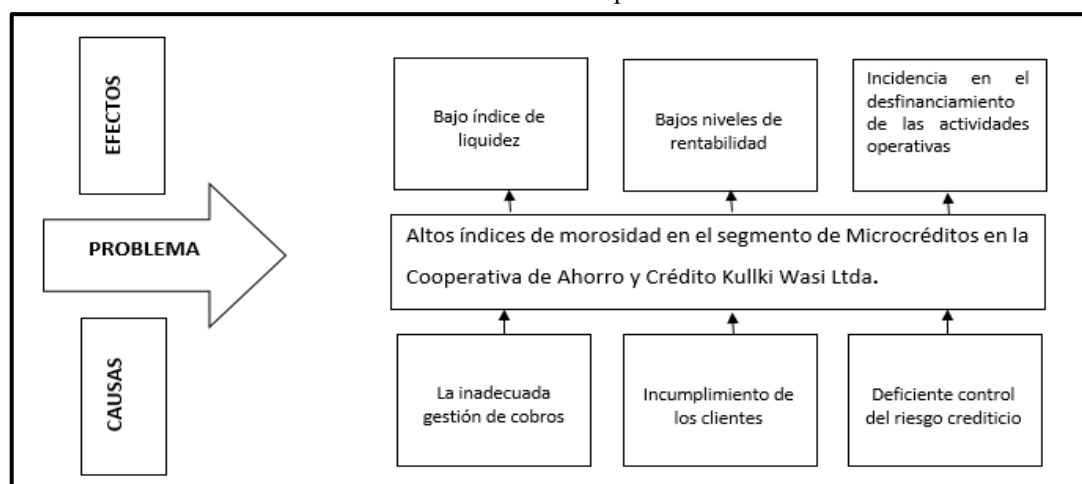 EFECTOS
Bajo índice de
liquidez
Bajos niveles de
rentabilidad
Incidencia en el
desfinanciamiento
de las actividades
operativas
PROBLEMA
Altos índices de morosidad en el segmento de Microcréditos en la
Cooperativa de Ahorro y Crédito Kullki Wasi Ltda.
CAUSAS
La inadecuada
gestión de cobros
Incumplimiento de
los clientes
Deficiente control
del riesgo crediticio